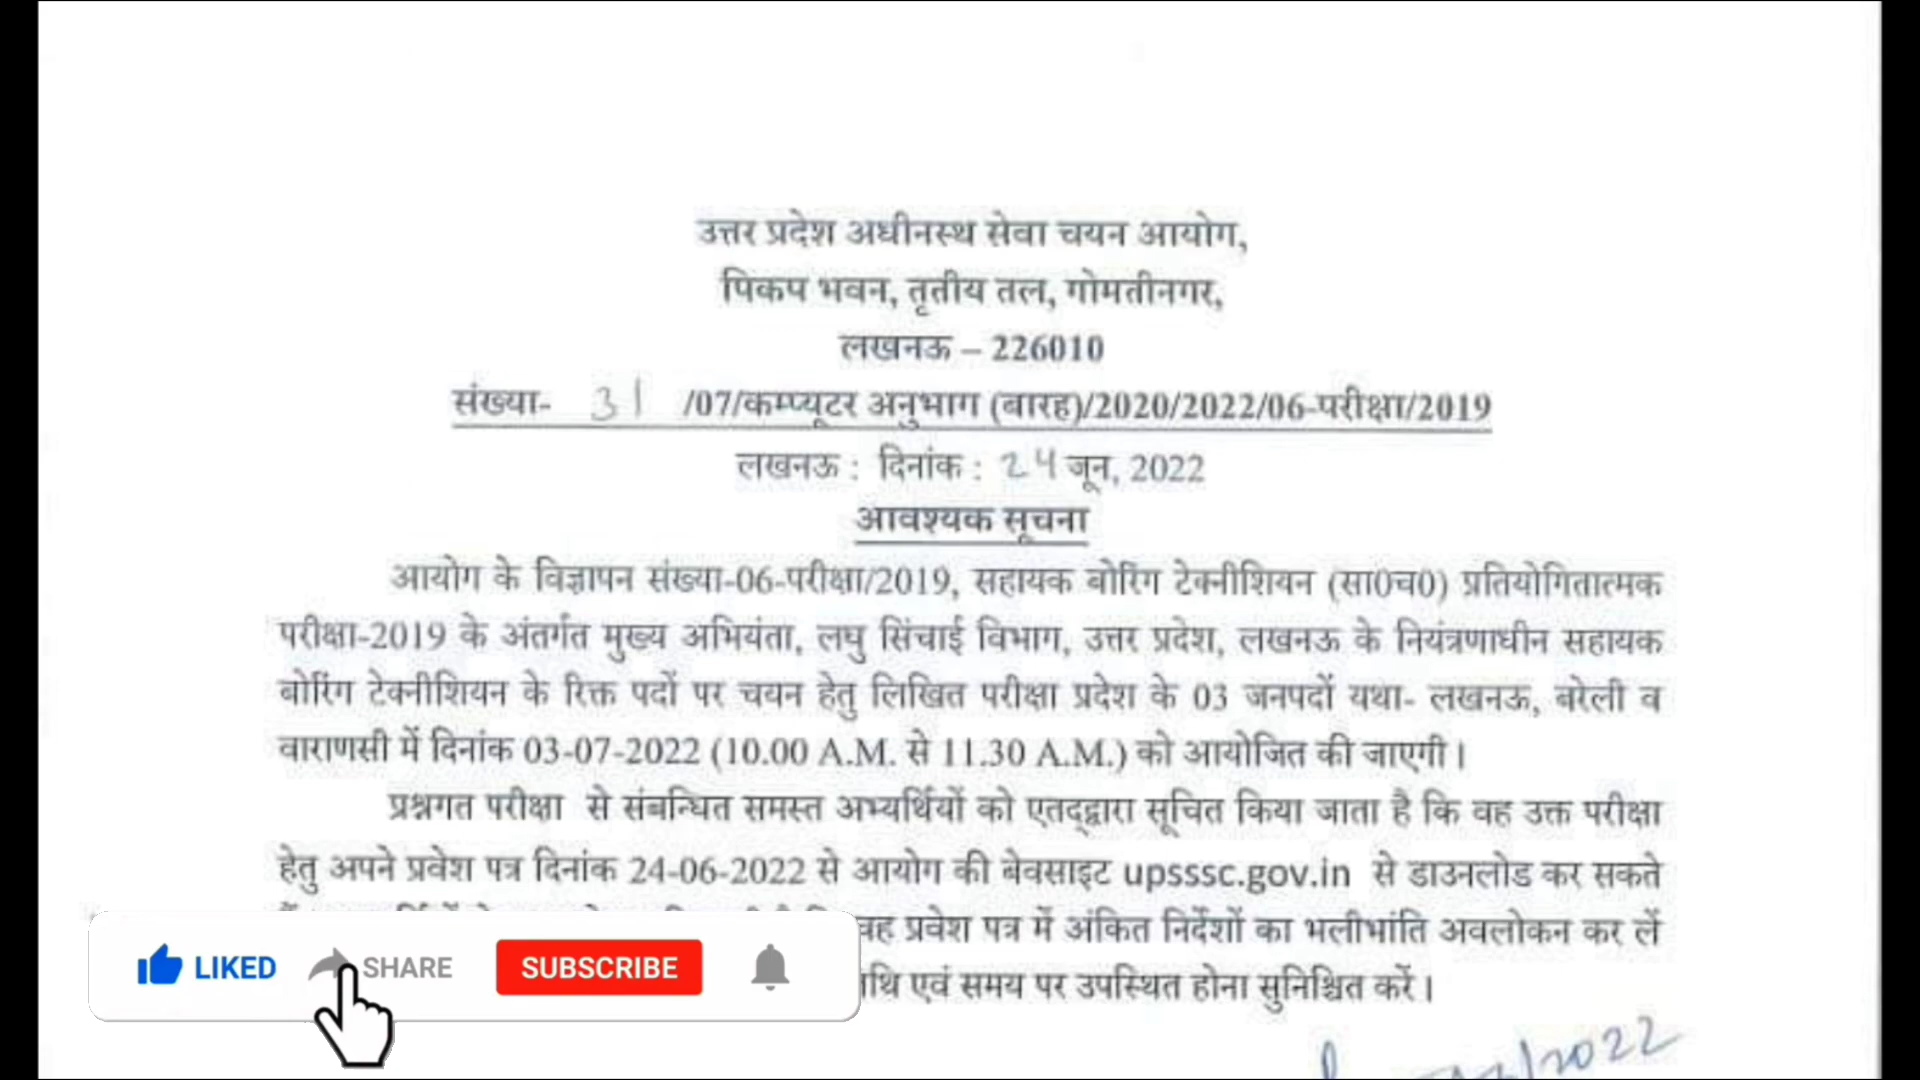 उत्तर प्रदेश अधीनस्थ सेवा चयन आयोग,
पिकप भवन, तृतीय तल, गोमतीनगर,
लखनऊ – 226010
संख्या- 31 /07/कम्प्यूटर अनुभाग (बारह)/2020/2022/06-परीक्षा/2019
लखनऊ : दिनांक : 24 जून, 2022
आवश्यक सूचना
आयोग के विज्ञापन संख्या-06-परीक्षा/2019, सहायक बोरिंग टेक्नीशियन (सा0च0) प्रतियोगितात्मक
परीक्षा-2019 के अंतर्गत मुख्य अभियंता, लघु सिंचाई विभाग, उत्तर प्रदेश, लखनऊ के नियंत्रणाधीन सहायक
बोरिंग टेक्नीशियन के रिक्त पदों पर चयन हेतु लिखित परीक्षा प्रदेश के 03 जनपदों यथा- लखनऊ, बरेली व
वाराणसी में दिनांक 03-07-2022 (10.00 A.M. से 11.30 A.M.) को आयोजित की जाएगी।
प्रश्नगत परीक्षा से संबन्धित समस्त अभ्यर्थियों को एतद्द्वारा सूचित किया जाता है कि वह उक्त परीक्षा
हेतु अपने प्रवेश पत्र दिनांक 24-06-2022 से आयोग की बेवसाइट upsssc.gov.in से डाउनलोड कर सकते
वह प्रवेश पत्र में अंकित निर्देशों का भलीभांति अवलोकन कर लें
एवं समय पर उपस्थित होना सुनिश्चित करें।
LIKED SHARE SUBSCRIBE
/2022